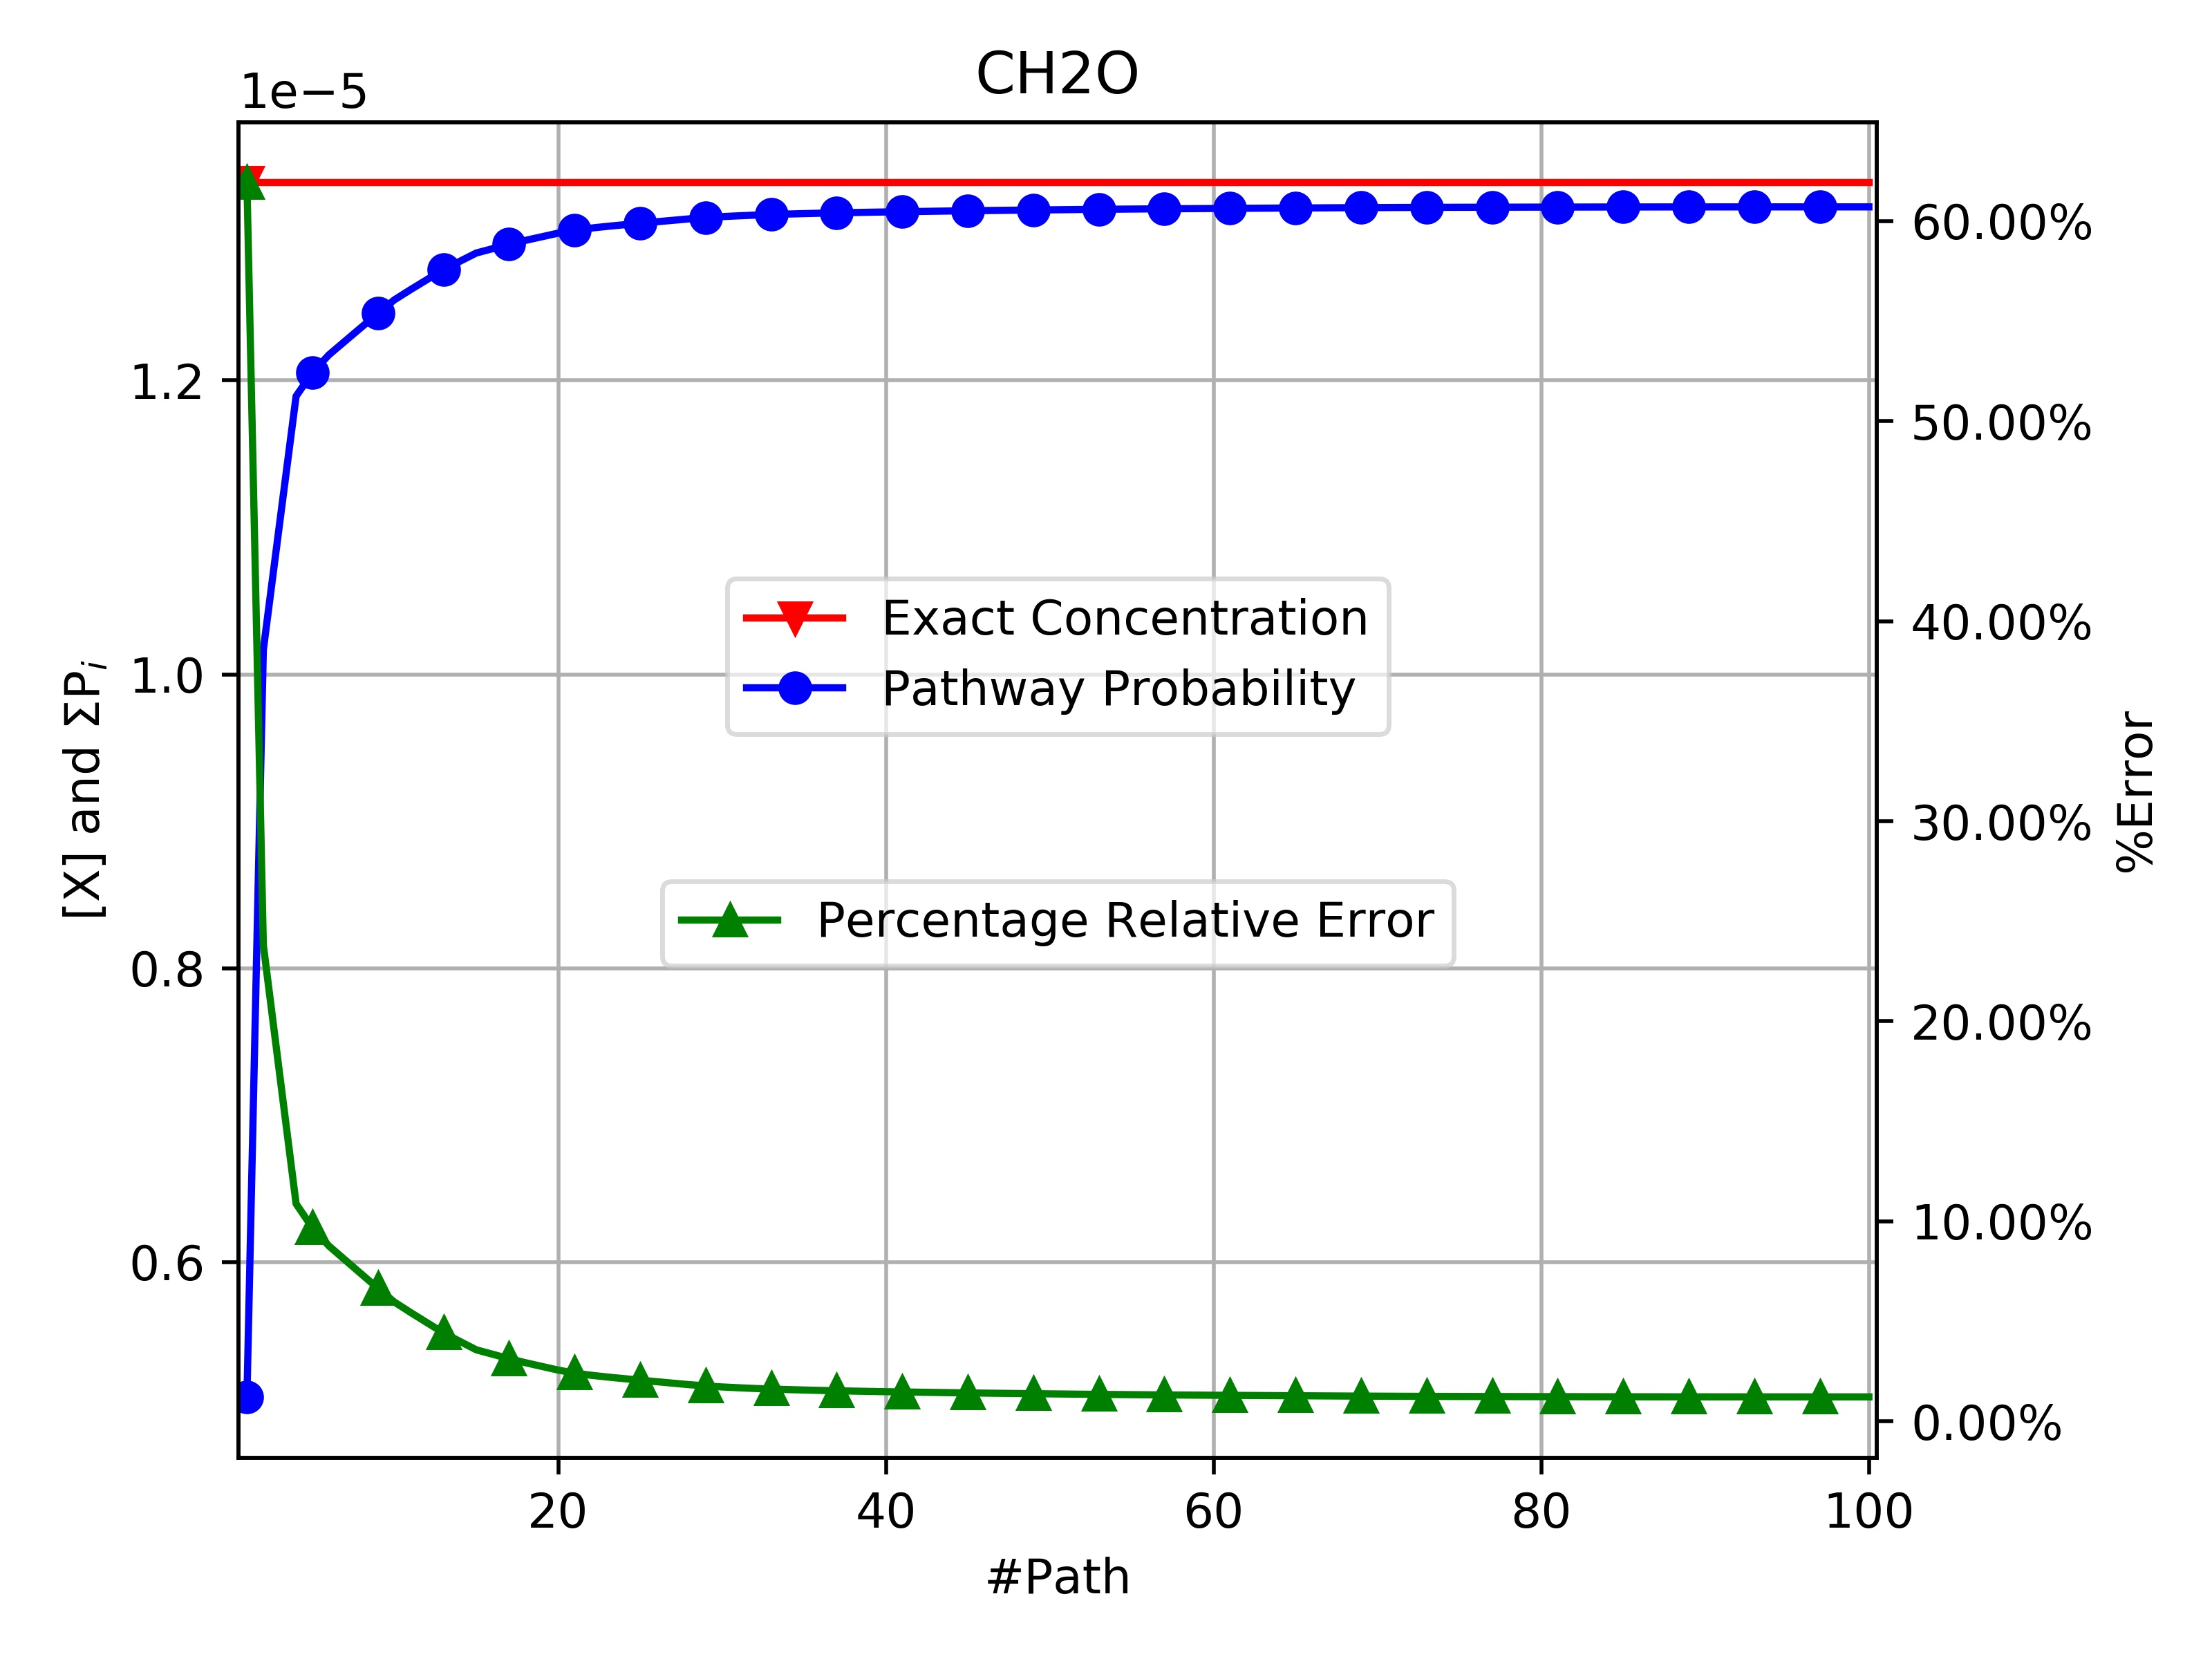 CH2O
1e−5
1.2
1.0
0.8
0.6
[X] and ΣPᵢ
60.00%
50.00%
40.00%
30.00%
20.00%
10.00%
0.00%
%Error
Exact Concentration
Pathway Probability
Percentage Relative Error
20
40
60
80
100
#Path